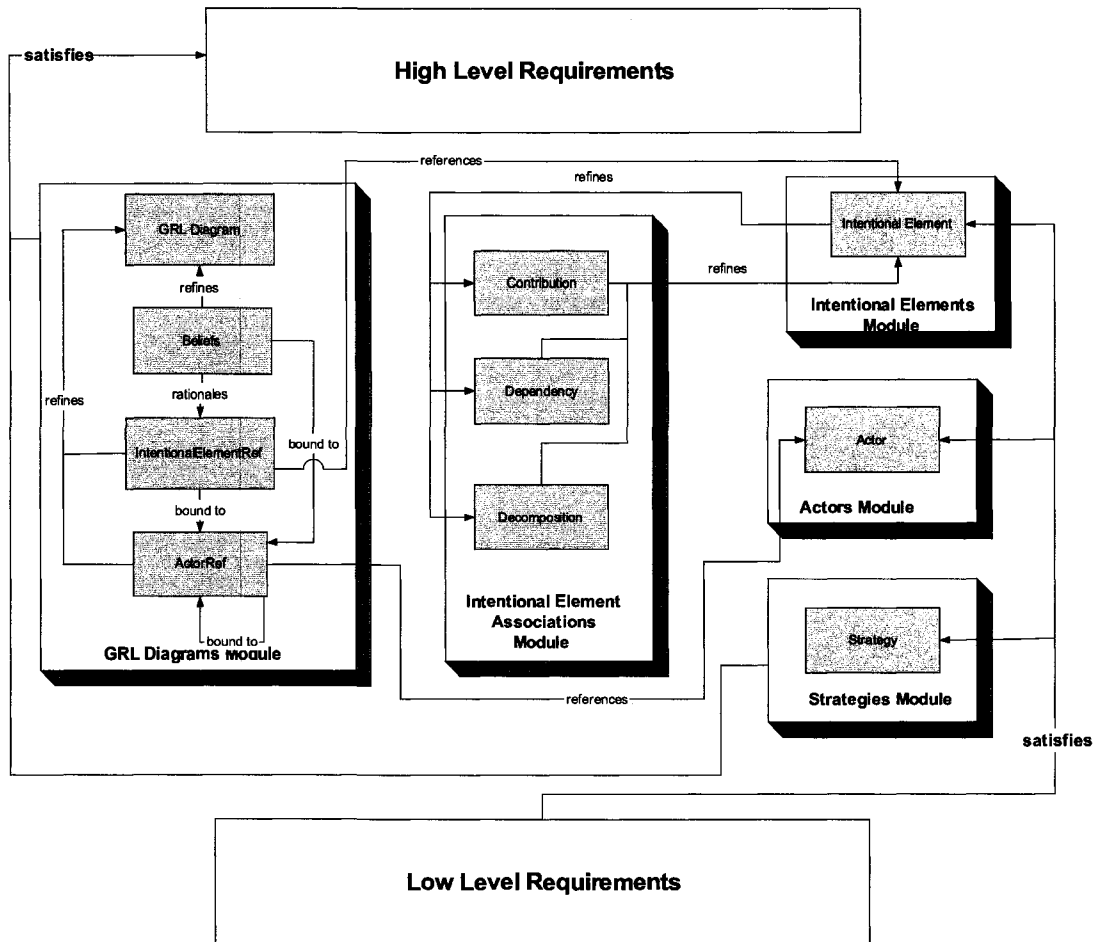 satisfies
High Level Requirements
references
refines
GRL Diagram
Intentional Element
refines
Contribution
refines
Intentional Elements
Module
Beliefs
rationales
Dependency
refines
bound to
Actor
IntentionalElementRef
bound to
Decomposition
Actors Module
ActorRef
Intentional Element
Associations
Module
Strategy
bound to
GRL Diagrams Module
references
Strategies Module
satisfies
Low Level Requirements